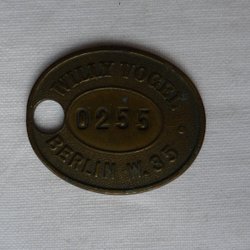 WILLY VOGEL
0255
BERLIN W. 35.